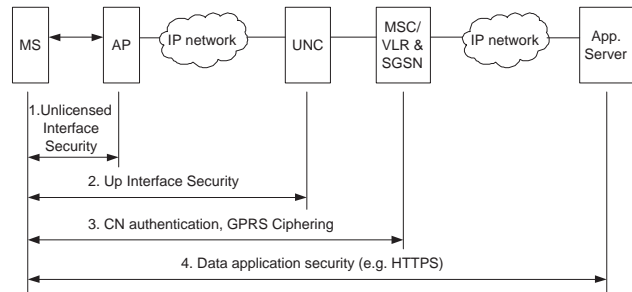 MS
AP
IP network
UNC
MSC/
VLR &
SGSN
IP network
App.
Server
1.Unlicensed
Interface
Security
2. Up Interface Security
3. CN authentication, GPRS Ciphering
4. Data application security (e.g. HTTPS)